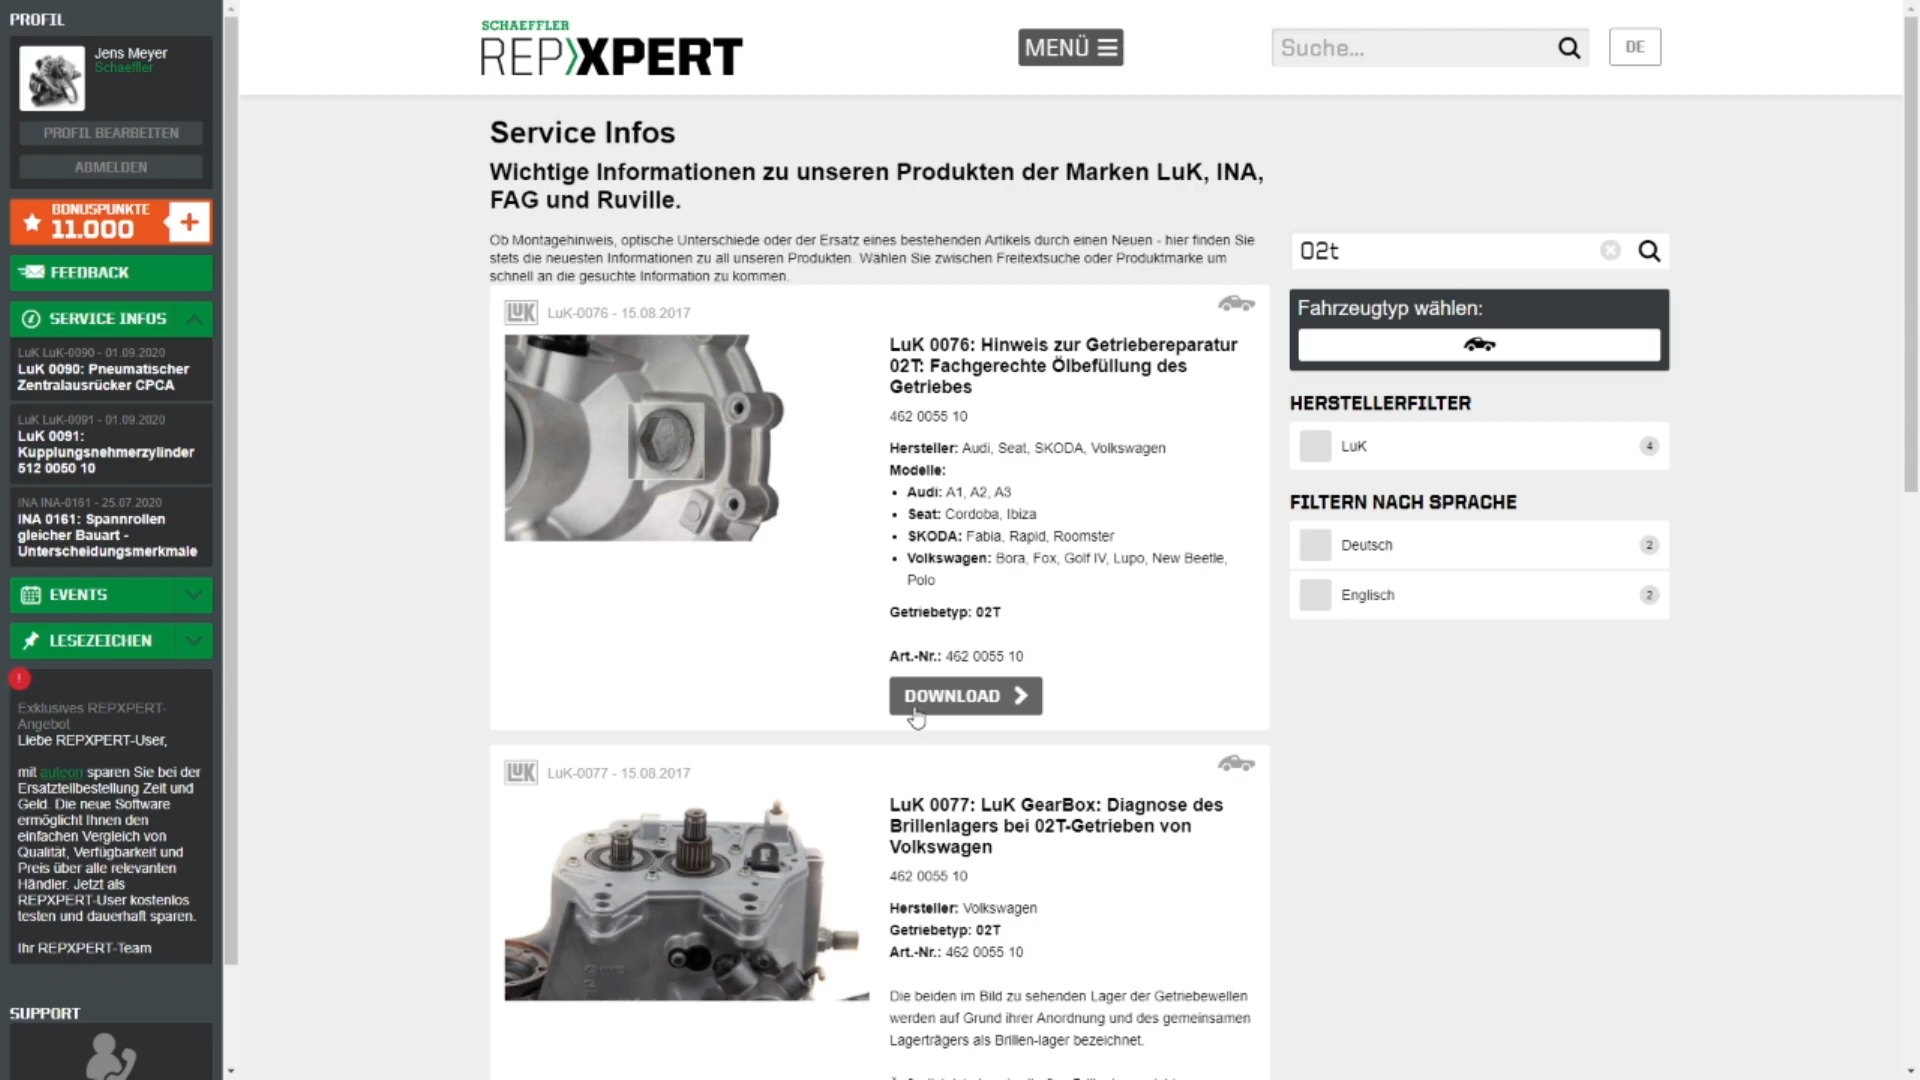 PROFIL
Jens Meyer
Schaeffler
PROFIL BEARBEITEN
ABMELDEN
BONUSPUNKTE
11.000
FEEDBACK
SERVICE INFOS
LuK LuK-0090 - 01.09.2020
LuK 0090: Pneumatischer
Zentralausrücker CPCA
LuK LuK-0091 - 01.09.2020
LuK 0091:
Kupplungsnehmerzylinder
512 0050 10
INA INA-0161 - 25.07.2020
INA 0161: Spannrollen
gleicher Bauart -
Unterscheidungsmerkmale
EVENTS
LESEZEICHEN
!
Exklusives REPXPERT-
Angebot
Liebe REPXPERT-User,
mit auteon sparen Sie bei der
Ersatzteilbestellung Zeit und
Geld. Die neue Software
ermöglicht Ihnen den
einfachen Vergleich von
Qualität, Verfügbarkeit und
Preis über alle relevanten
Händler. Jetzt als
REPXPERT-User kostenlos
testen und dauerhaft sparen.
Ihr REPXPERT-Team
SUPPORT
SCHAEFFLER
REPXPERT
MENÜ
Suche...
DE
Service Infos
Wichtige Informationen zu unseren Produkten der Marken LuK, INA,
FAG und Ruville.
Ob Montagehinweis, optische Unterschiede oder der Ersatz eines bestehenden Artikels durch einen Neuen - hier finden Sie
stets die neuesten Informationen zu all unseren Produkten. Wählen Sie zwischen Freitextsuche oder Produktmarke um
schnell an die gesuchte Information zu kommen.
LUK LuK-0076 - 15.08.2017
LuK 0076: Hinweis zur Getriebereparatur
02T: Fachgerechte Ölbefüllung des
Getriebes
462 0055 10
Hersteller: Audi, Seat, SKODA, Volkswagen
Modelle:
• Audi: A1, A2, A3
• Seat: Cordoba, Ibiza
• SKODA: Fabia, Rapid, Roomster
• Volkswagen: Bora, Fox, Golf IV, Lupo, New Beetle,
Polo
Getriebetyp: 02T
Art.-Nr.: 462 0055 10
DOWNLOAD
LUK LuK-0077 - 15.08.2017
LuK 0077: LuK GearBox: Diagnose des
Brillenlagers bei 02T-Getrieben von
Volkswagen
462 0055 10
Hersteller: Volkswagen
Getriebetyp: 02T
Art.-Nr.: 462 0055 10
Die beiden im Bild zu sehenden Lager der Getriebewellen
werden auf Grund ihrer Anordnung und des gemeinsamen
Lagerträgers als Brillen-lager bezeichnet.
02t
Fahrzeugtyp wählen:
HERSTELLERFILTER
LuK 4
FILTERN NACH SPRACHE
Deutsch 2
Englisch 2